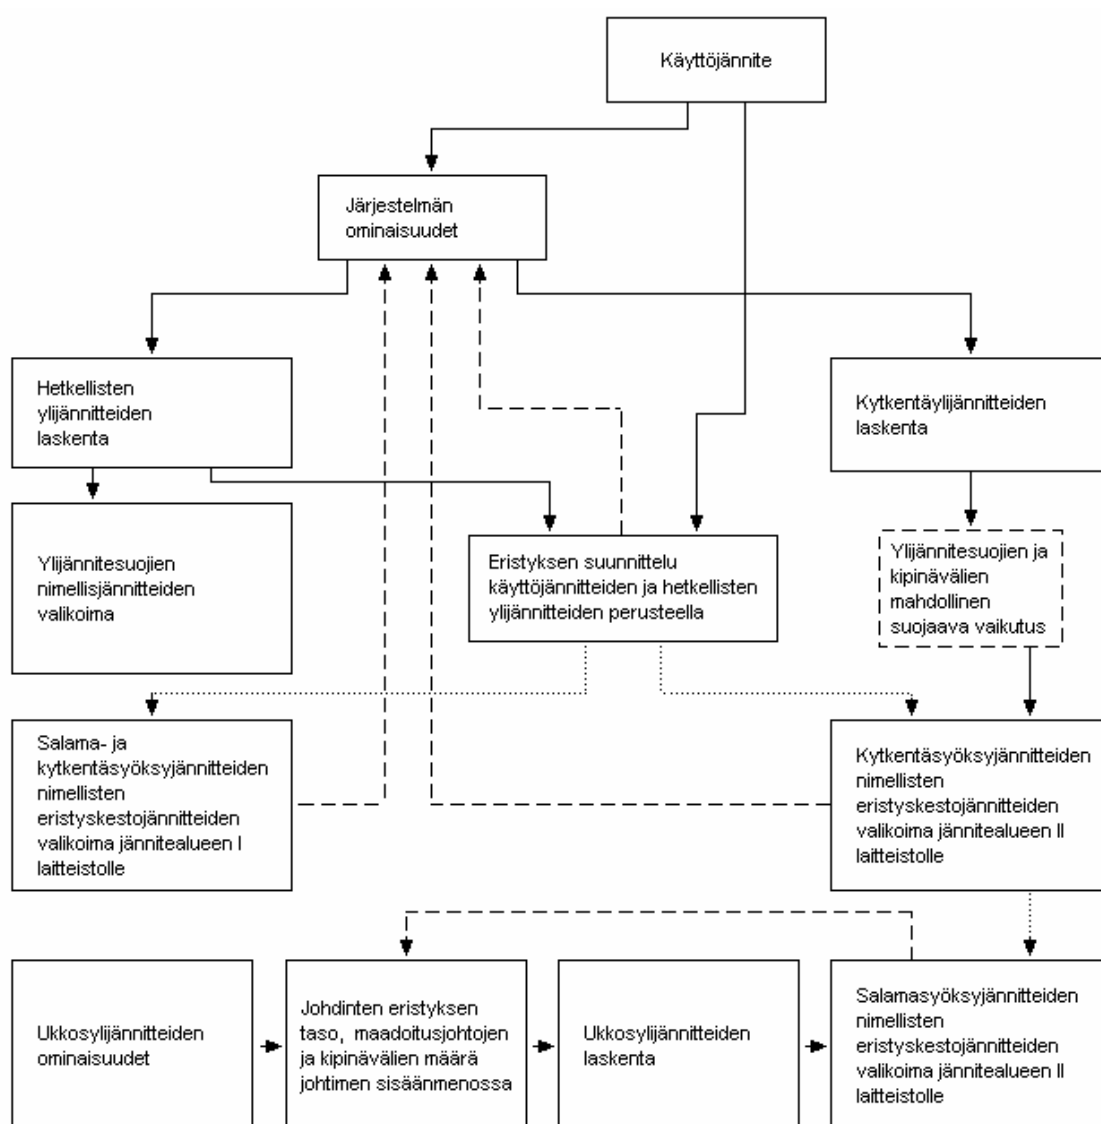 Käyttöjännite
Järjestelmän
ominaisuudet
Hetkellisten
ylijännitteiden
laskenta
Kytkentäylijännitteiden
laskenta
Ylijännitesuojien
nimellisjännitteiden
valikoima
Eristyksen suunnittelu
käyttöjännitteiden ja hetkellisten
ylijännitteiden perusteella
Ylijännitesuojien ja
kipinävälien
mahdollinen
suojaava vaikutus
Salama- ja
kytkentäsyöksyjännitteiden
nimellisten
eristyskestojännitteiden
valikoima jännitealueen I
laitteistolle
Kytkentäsyöksyjännitteiden
nimellisten
eristyskestojännitteiden
valikoima jännitealueen II
laitteistolle
Ukkosylijännitteiden
ominaisuudet
Johdinten eristyksen
taso, maadoitusjohtojen
ja kipinävälien määrä
johtimen sisäänmenossa
Ukkosylijännitteiden
laskenta
Salamasyöksyjännitteiden
nimellisten
eristyskestojännitteiden
valikoima jännitealueen II
laitteistolle